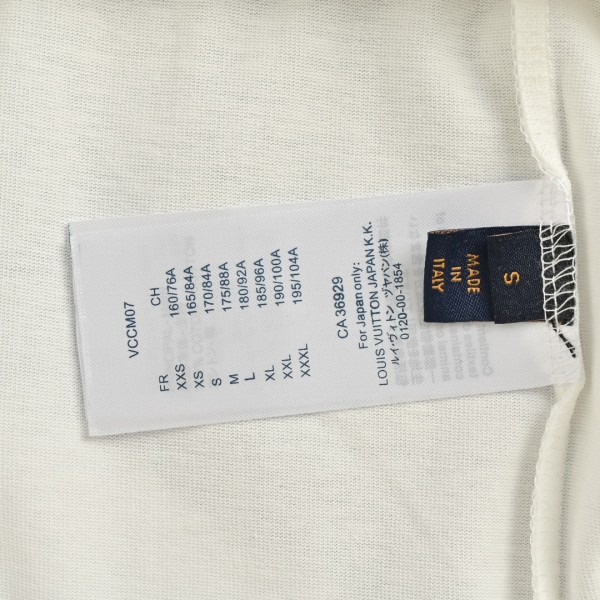 VCCM07
FR CH
XXS 160/76A
XS 165/84A
S 170/84A
M 175/88A
L 180/92A
XL 185/96A
XXL 190/100A
XXXL 195/104A
CA 36929
For Japan only:
LOUIS VUITTON JAPAN K.K.
ルイ・ヴィトン・ジャパン(株)
0120-00-1854
MADE
IN
ITALY
S